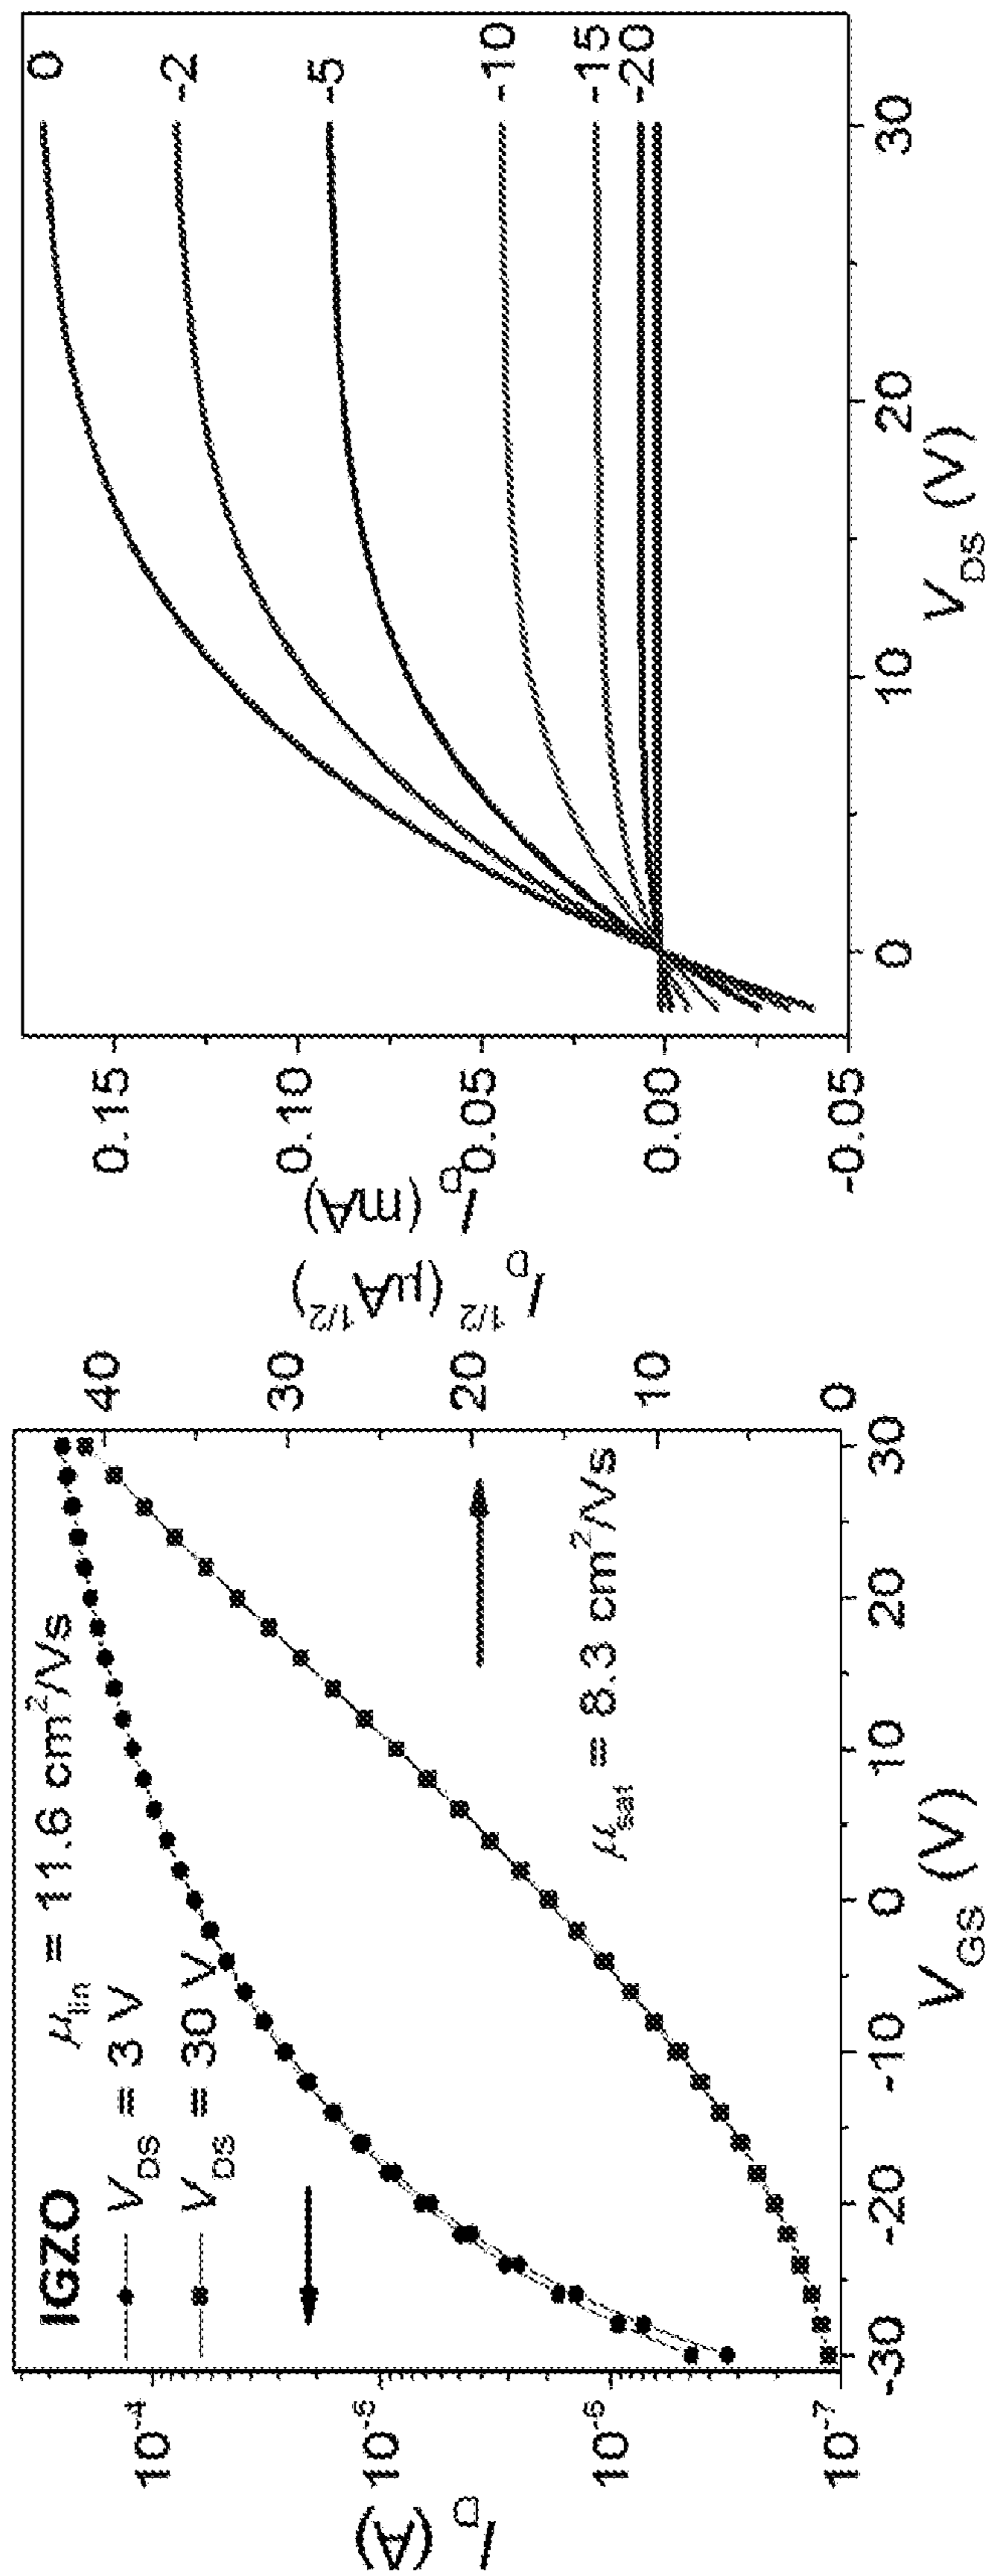 IGZO
V_DS = 3 V
V_DS = 30 V
μ_lin = 11.6 cm²/Vs
μ_sat = 8.3 cm²/Vs
I_D (A)
10⁻⁴
10⁻⁵
10⁻⁶
10⁻⁷
-30 -20 -10 0 10 20 30
V_GS (V)
40
30
20
10
0
I_D^1/2 (μA^1/2)
I_D (mA)
0.15
0.10
0.05
0.00
-0.05
0 10 20 30
V_DS (V)
0
-2
-5
-10
-15
-20